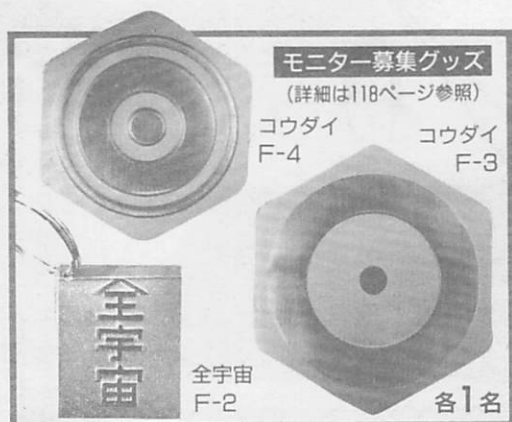 モニター募集グッズ
(詳細は118ページ参照)
コウダイ
F-4
コウダイ
F-3
全宇宙
全宇宙
F-2
各1名